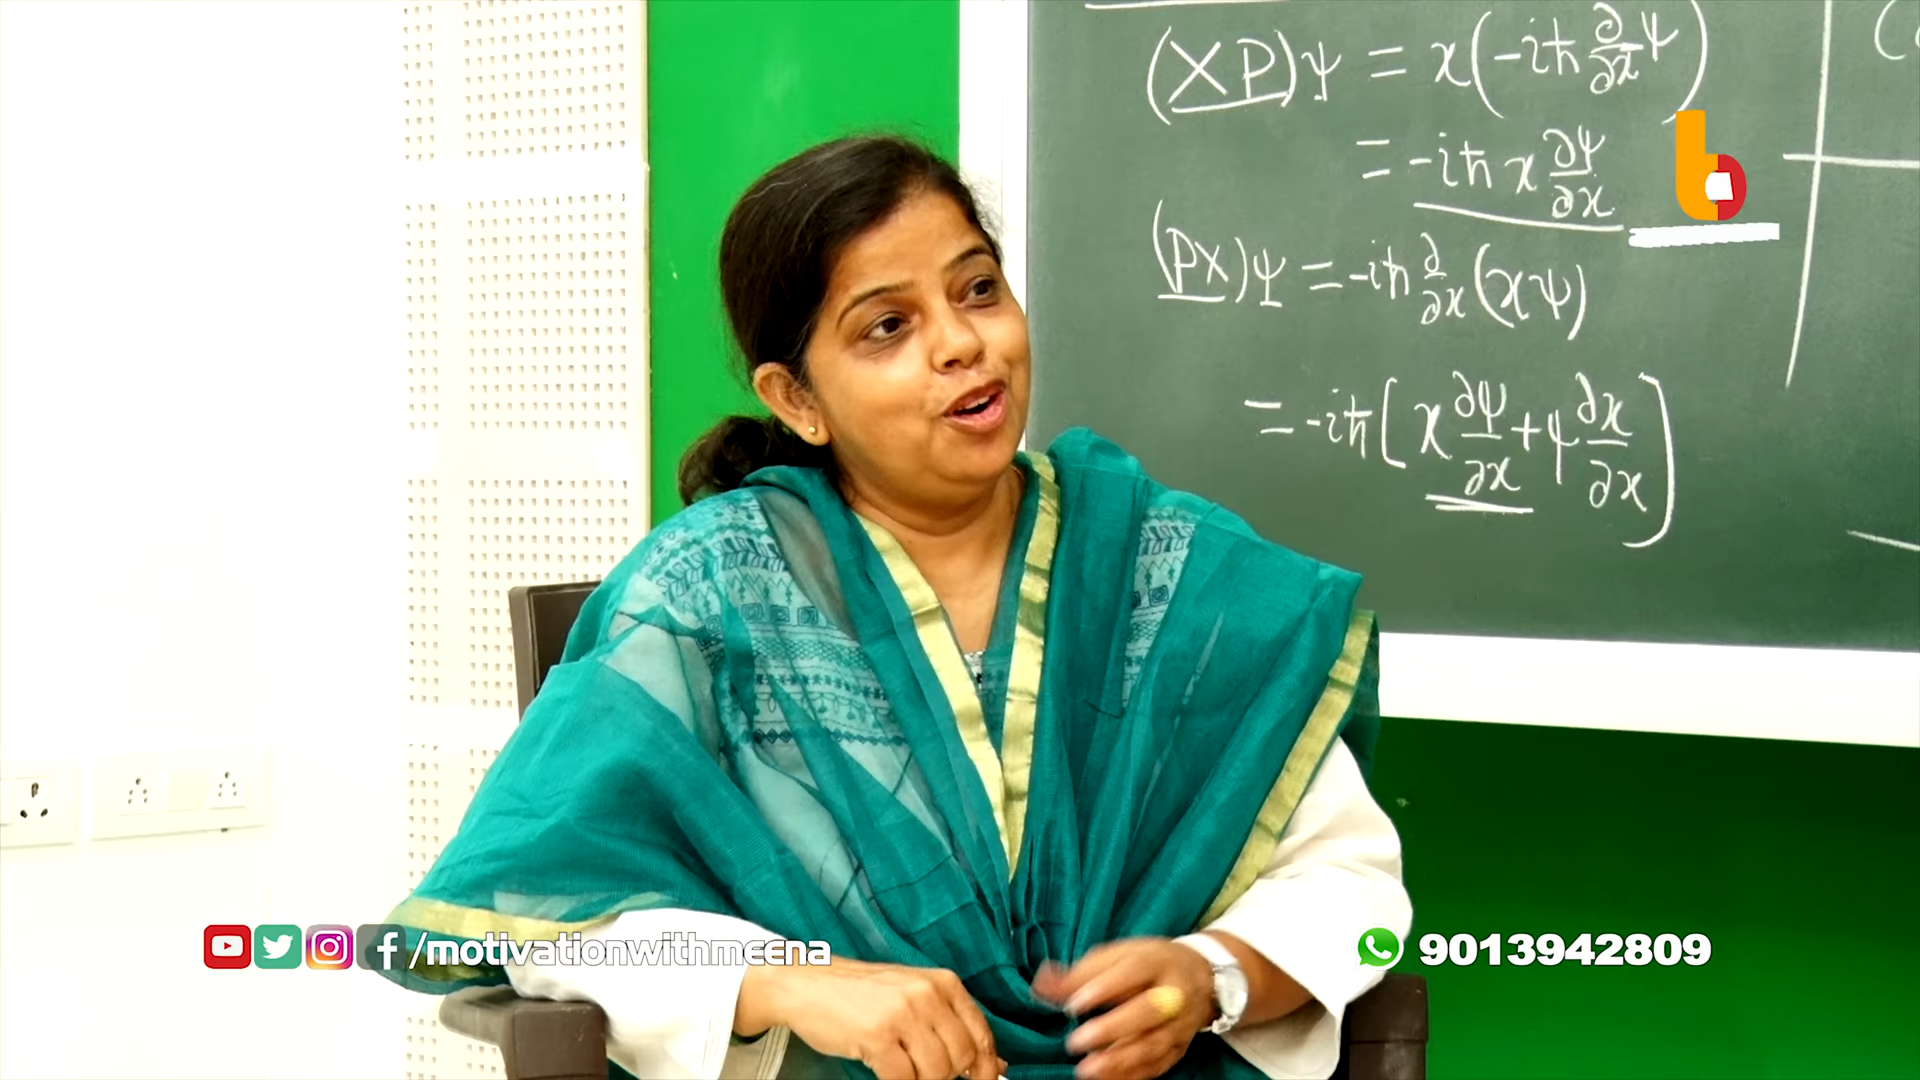 (XP)ψ = x(-iħ ∂/∂x ψ)
= -iħ x ∂ψ/∂x
(PX)ψ = -iħ ∂/∂x (xψ)
= -iħ [x ∂ψ/∂x + ψ ∂x/∂x]
/motivationwithmeena
9013942809